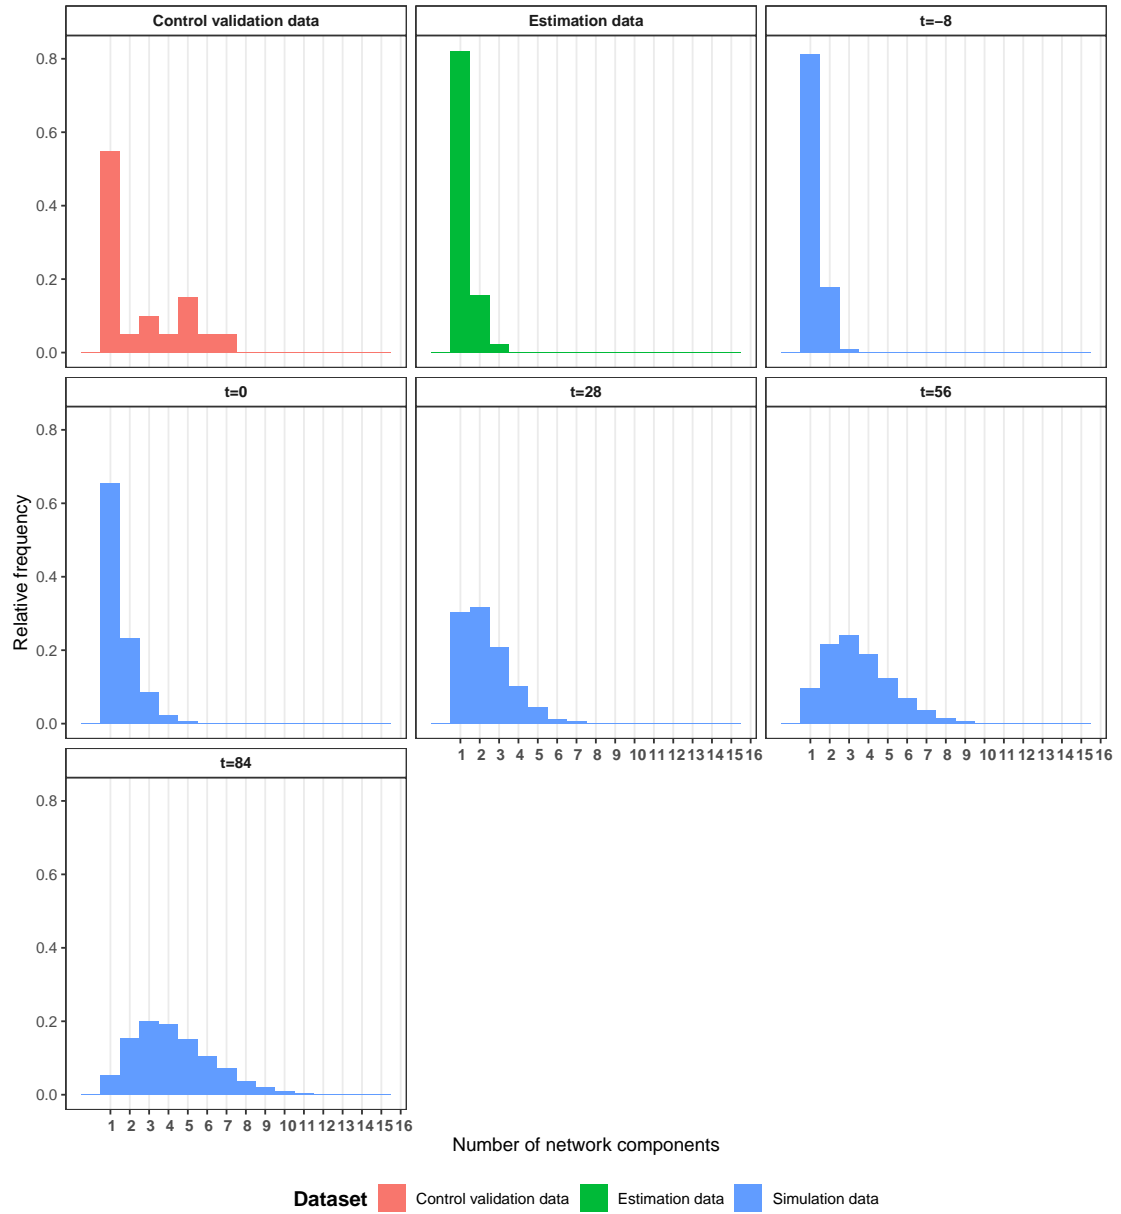 Control validation data
Estimation data
t=−8
0.8
0.6
0.4
0.2
0.0
t=0
t=28
t=56
0.8
0.6
0.4
0.2
0.0
1 2 3 4 5 6 7 8 9 10 11 12 13 14 15 16
1 2 3 4 5 6 7 8 9 10 11 12 13 14 15 16
t=84
0.8
0.6
0.4
0.2
0.0
1 2 3 4 5 6 7 8 9 10 11 12 13 14 15 16
Relative frequency
Number of network components
Dataset Control validation data Estimation data Simulation data